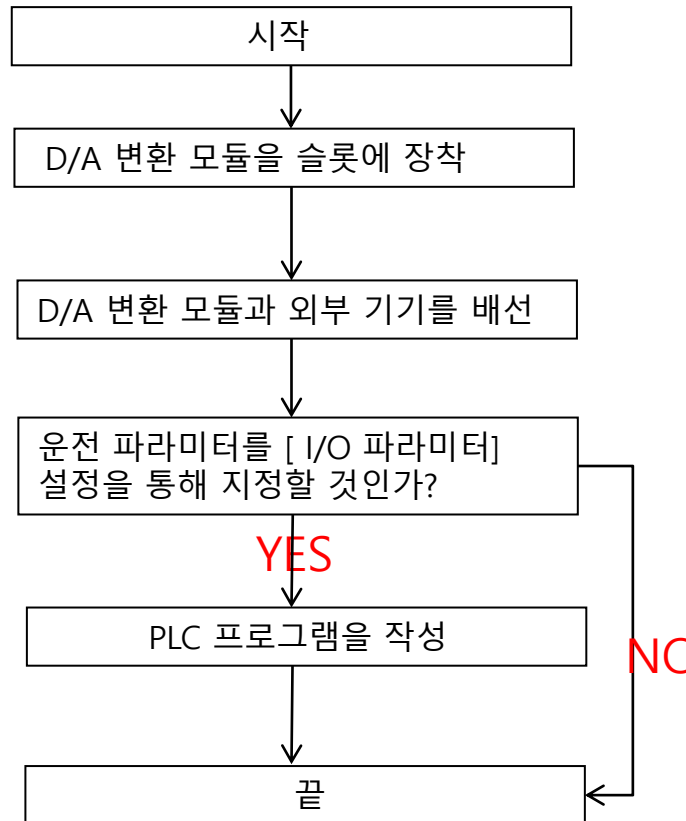 시작
D/A 변환 모듈을 슬롯에 장착
D/A 변환 모듈과 외부 기기를 배선
운전 파라미터를 [ I/O 파라미터]
설정을 통해 지정할 것인가?
YES
PLC 프로그램을 작성
NO
끝